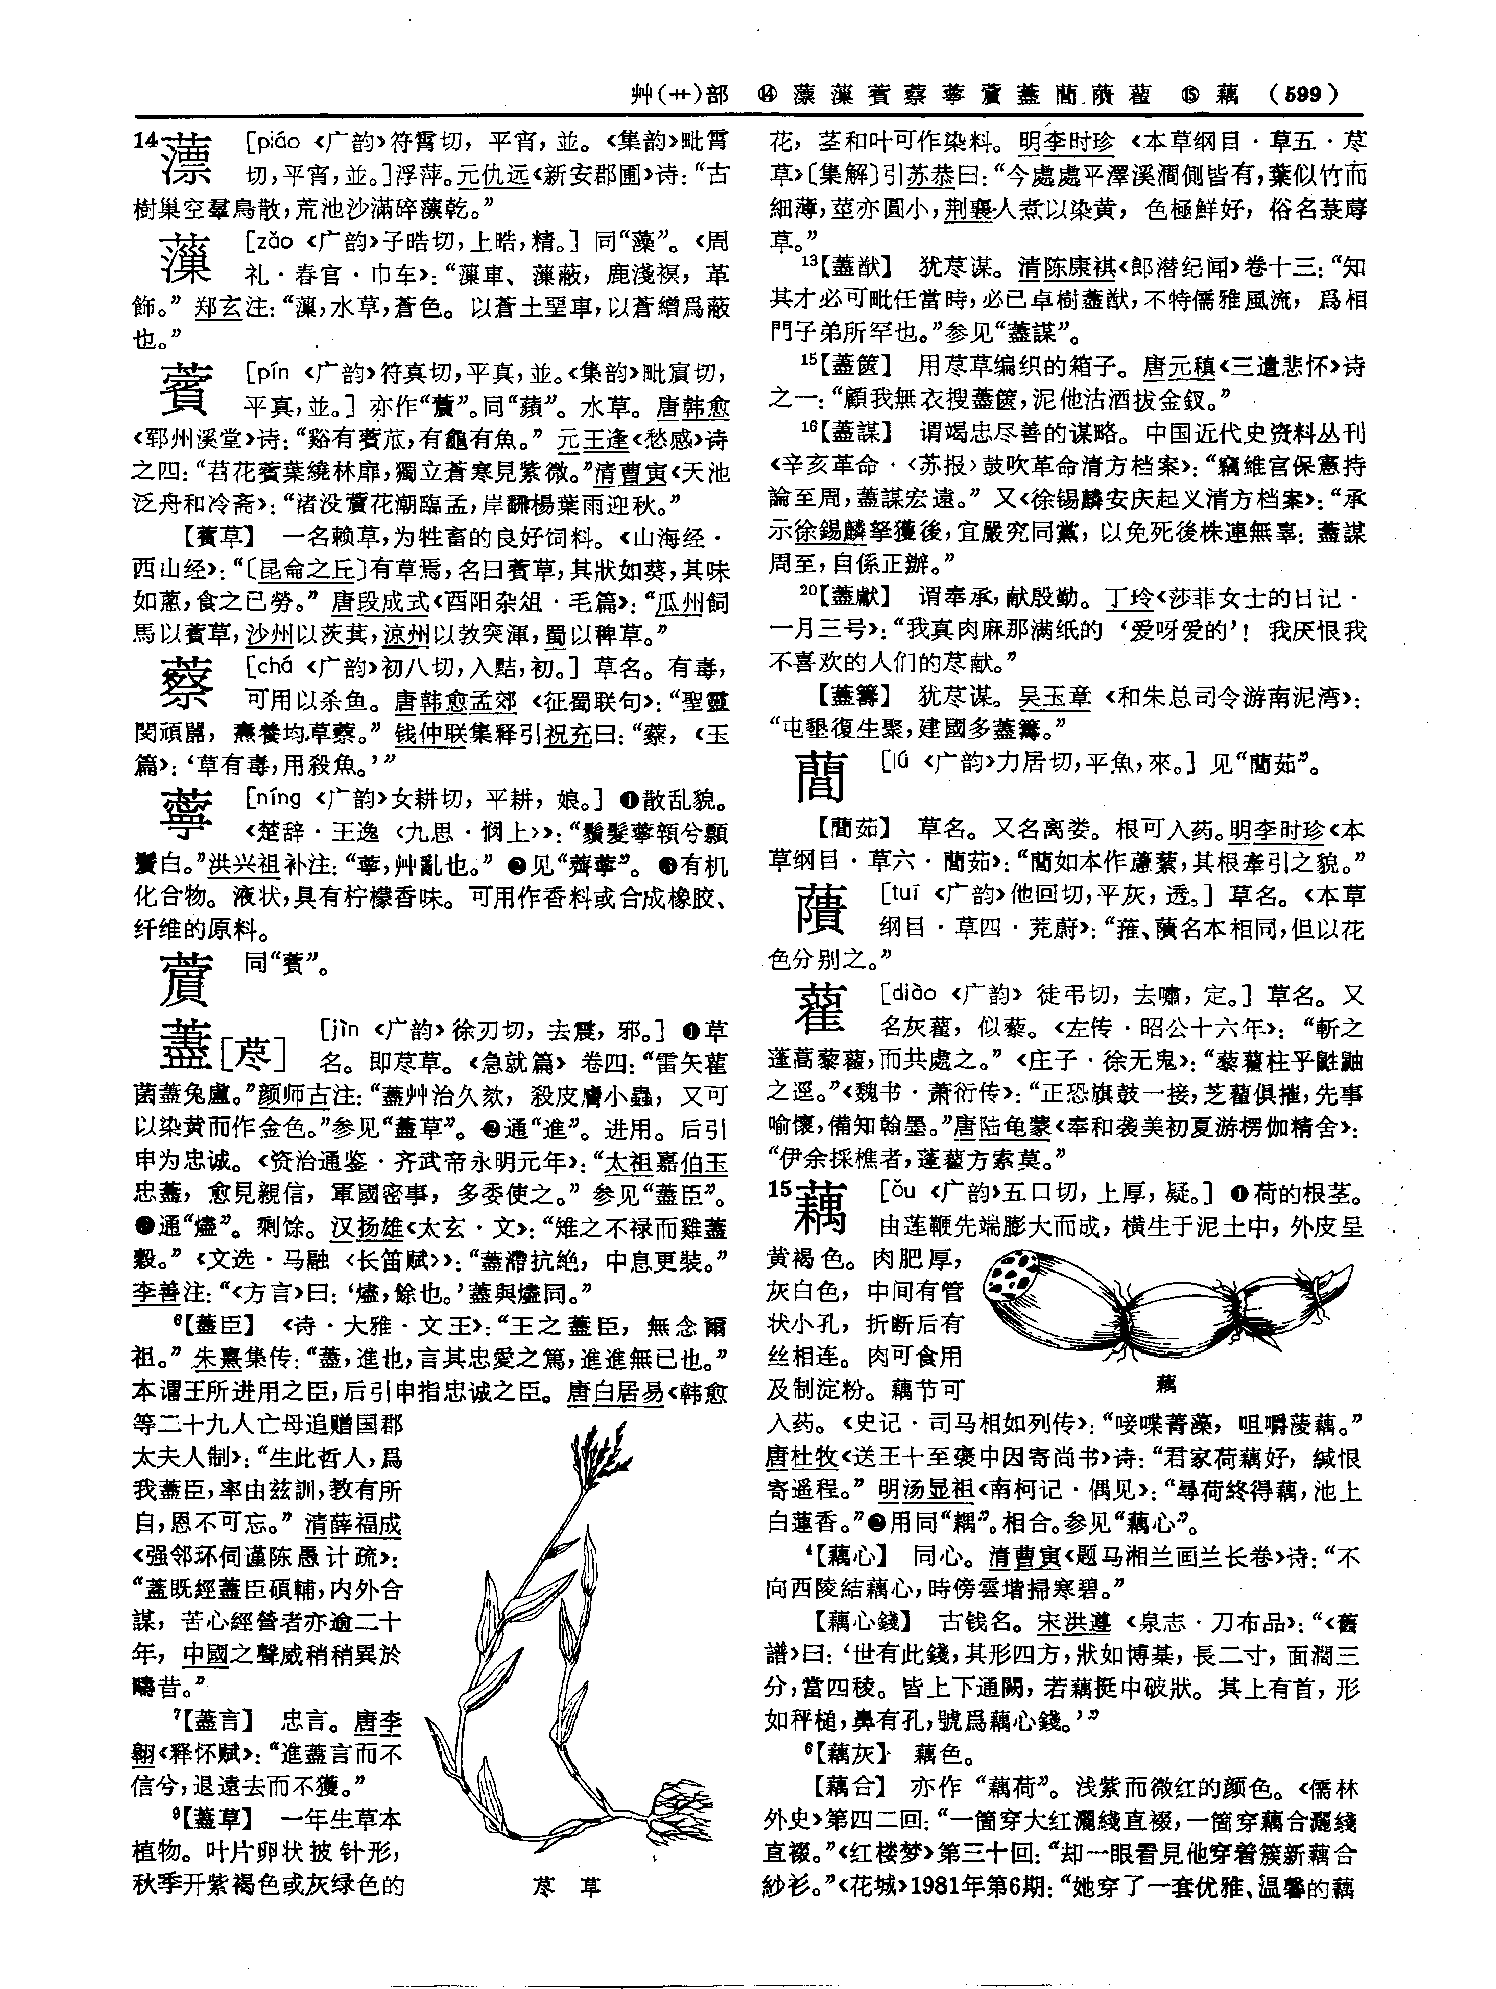 艸(艹)部 ⑭ 薸 薻 薲 蔡 薴 藚 藎 藘 蘈 藋 ⑮ 藕 (599)
14薸 [piáo《广韵》符霄切，平宵，並。《集韵》毗霄
切，平宵，並。]浮萍。元仇远《新安郡圃》诗：“古
樹巢空羣鳥散，荒池沙滿碎薸乾。”
薻 [zǎo《广韵》子晧切，上晧，精。]同“藻”。《周
礼·春官·巾车》：“薻車、薻蔽，鹿淺䙰，革
飾。”郑玄注：“薻，水草，蒼色。以蒼土堊車，以蒼繒爲蔽
也。”
薲 [pín《广韵》符真切，平真，並。《集韵》毗賔切，
平真，並。]亦作“薲”。同“蘋”。水草。唐韩愈
《郓州溪堂》诗：“谿有薲苽，有龜有魚。”元王逢《愁感》诗
之四：“苕花薲葉繞林扉，獨立蒼寒見紫微。”清曹寅《天池
泛舟和冷斋》：“渚没薲花潮臨孟，岸飜楊葉雨迎秋。”
【薲草】 一名赖草，为牲畜的良好饲料。《山海经·
西山经》：“〔昆侖之丘〕有草焉，名曰薲草，其狀如葵，其味
如蔥，食之已勞。”唐段成式《酉阳杂俎·毛篇》：“瓜州飼
馬以薲草，沙州以茨萁，涼州以敦突渾，蜀以稗草。”
蔡 [chá《广韵》初八切，入黠，初。]草名。有毒，
可用以杀鱼。唐韩愈孟郊《征蜀联句》：“聖靈
閔頑嚚，燾養均草蔡。”钱仲联集释引祝充曰：“蔡，《玉
篇》：‘草有毒，用殺魚。’”
薴 [níng《广韵》女耕切，平耕，娘。]❶散乱貌。
《楚辞·王逸〈九思·悯上〉》：“鬚髮薴顇兮顠
鬢白。”洪兴祖补注：“薴，艸亂也。”❷见“薺薴”。❸有机
化合物。液状，具有柠檬香味。可用作香料或合成橡胶、
纤维的原料。
薲 同“薲”。
藎[荩] [jìn《广韵》徐刃切，去震，邪。]❶草
名。即荩草。《急就篇》卷四：“雷矢雚
菌藎兔盧。”颜师古注：“藎艸治久欬，殺皮膚小蟲，又可
以染黄而作金色。”参见“藎草”。❷通“進”。进用。后引
申为忠诚。《资治通鉴·齐武帝永明元年》：“太祖嘉伯玉
忠藎，愈見親信，軍國密事，多委使之。”参见“藎臣”。
❸通“燼”。剩馀。汉扬雄《太玄·文》：“雉之不禄而雞藎
穀。”《文选·马融〈长笛赋〉》：“藎滯抗絶，中息更裝。”
李善注：“《方言》曰：‘燼，餘也。’藎與燼同。”
6【藎臣】 《诗·大雅·文王》：“王之藎臣，無念爾
祖。”朱熹集传：“藎，進也，言其忠愛之篤，進進無已也。”
本谓王所进用之臣，后引申指忠诚之臣。唐白居易《韩愈
等二十九人亡母追赠国郡
太夫人制》：“生此哲人，爲
我藎臣，率由兹訓，教有所
自，恩不可忘。”清薛福成
《强邻环伺谨陈愚计疏》：
“蓋既經藎臣碩輔，内外合
謀，苦心經營者亦逾二十
年，中國之聲威稍稍異於
疇昔。”
7【藎言】 忠言。唐李
翱《释怀赋》：“進藎言而不
信兮，退遠去而不獲。”
9【藎草】 一年生草本
植物。叶片卵状披针形，
秋季开紫褐色或灰绿色的
荩 草
花，茎和叶可作染料。明李时珍《本草纲目·草五·荩
草》〔集解〕引苏恭曰：“今處處平澤溪澗側皆有，葉似竹而
細薄，莖亦圓小，荆襄人煮以染黄，色極鮮好，俗名菉蓐
草。”
13【藎猷】 犹荩谋。清陈康祺《郎潜纪闻》卷十三：“知
其才必可毗任當時，必已卓樹藎猷，不特儒雅風流，爲相
門子弟所罕也。”参见“藎謀”。
15【藎篋】 用荩草编织的箱子。唐元稹《三遣悲怀》诗
之一：“顧我無衣搜藎篋，泥他沽酒拔金釵。”
16【藎謀】 谓竭忠尽善的谋略。中国近代史资料丛刊
《辛亥革命·〈苏报〉鼓吹革命清方档案》：“竊維宫保憲持
論至周，藎謀宏遠。”又《徐锡麟安庆起义清方档案》：“承
示徐錫麟拏獲後，宜嚴究同黨，以免死後株連無辜；藎謀
周至，自係正辦。”
20【藎獻】 谓奉承，献殷勤。丁玲《莎菲女士的日记·
一月三号》：“我真肉麻那满纸的‘爱呀爱的’！我厌恨我
不喜欢的人们的荩献。”
【藎籌】 犹荩谋。吴玉章《和朱总司令游南泥湾》：
“屯墾復生聚，建國多藎籌。”
藘 [lǘ《广韵》力居切，平魚，來。]见“藘茹”。
【藘茹】 草名。又名离娄。根可入药。明李时珍《本
草纲目·草六·藘茹》：“藘如本作蕠，其根牽引之貌。”
蘈 [tuí《广韵》他回切，平灰，透。]草名。《本草
纲目·草四·茺蔚》：“蓷、蘈名本相同，但以花
色分别之。”
藋 [diào《广韵》徒弔切，去嘯，定。]草名。又
名灰藋，似藜。《左传·昭公十六年》：“斬之
蓬蒿藜藋，而共處之。”《庄子·徐无鬼》：“藜藋柱乎鼪鼬
之逕。”《魏书·萧衍传》：“正恐旗鼓一接，芝藋俱摧，先事
喻懷，備知翰墨。”唐陆龟蒙《奉和袭美初夏游楞伽精舍》：
“伊余採樵者，蓬藋方索莫。”
15藕 [ǒu《广韵》五口切，上厚，疑。]❶荷的根茎。
由莲鞭先端膨大而成，横生于泥土中，外皮呈
黄褐色。肉肥厚，
灰白色，中间有管
状小孔，折断后有
丝相连。肉可食用
及制淀粉。藕节可
藕
入药。《史记·司马相如列传》：“唼喋菁藻，咀嚼菱藕。”
唐杜牧《送王十至褒中因寄尚书》诗：“君家荷藕好，缄恨
寄遥程。”明汤显祖《南柯记·偶见》：“尋荷終得藕，池上
白蓮香。”❷用同“耦”。相合。参见“藕心”。
4【藕心】 同心。清曹寅《题马湘兰画兰长卷》诗：“不
向西陵結藕心，時傍雲堦掃寒碧。”
【藕心錢】 古钱名。宋洪遵《泉志·刀布品》：“《舊
譜》曰：‘世有此錢，其形四方，狀如博棊，長二寸，面濶三
分，當四稜。皆上下通闕，若藕挺中破狀。其上有首，形
如秤槌，鼻有孔，號爲藕心錢。’”
6【藕灰】 藕色。
【藕合】 亦作“藕荷”。浅紫而微红的颜色。《儒林
外史》第四二回：“一箇穿大红灑綫直裰，一箇穿藕合灑綫
直裰。”《红楼梦》第三十回：“却一眼看見他穿着簇新藕合
紗衫。”《花城》1981年第6期：“她穿了一套优雅、温馨的藕